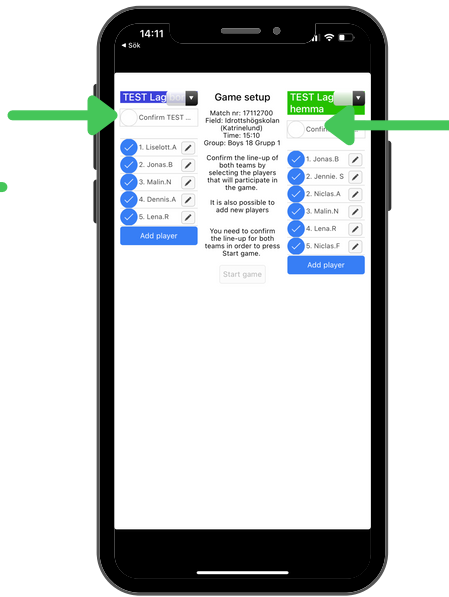 14:11
◄ Sök
TEST Lag
Confirm TEST ...
1. Liselott.A
2. Jonas.B
3. Malin.N
4. Dennis.A
5. Lena.R
Add player
Game setup
Match nr: 17112700
Field: Idrottshögskolan
(Katrinelund)
Time: 15:10
Group: Boys 18 Grupp 1
Confirm the line-up of
both teams by
selecting the players
that will participate in
the game.
It is also possible to
add new players
You need to confirm
the line-up for both
teams in order to press
Start game.
Start game
TEST Lag
hemma
1. Jonas.B
2. Jennie. S
2. Niclas.A
3. Malin.N
4. Lena.R
5. Niclas.F
Add player